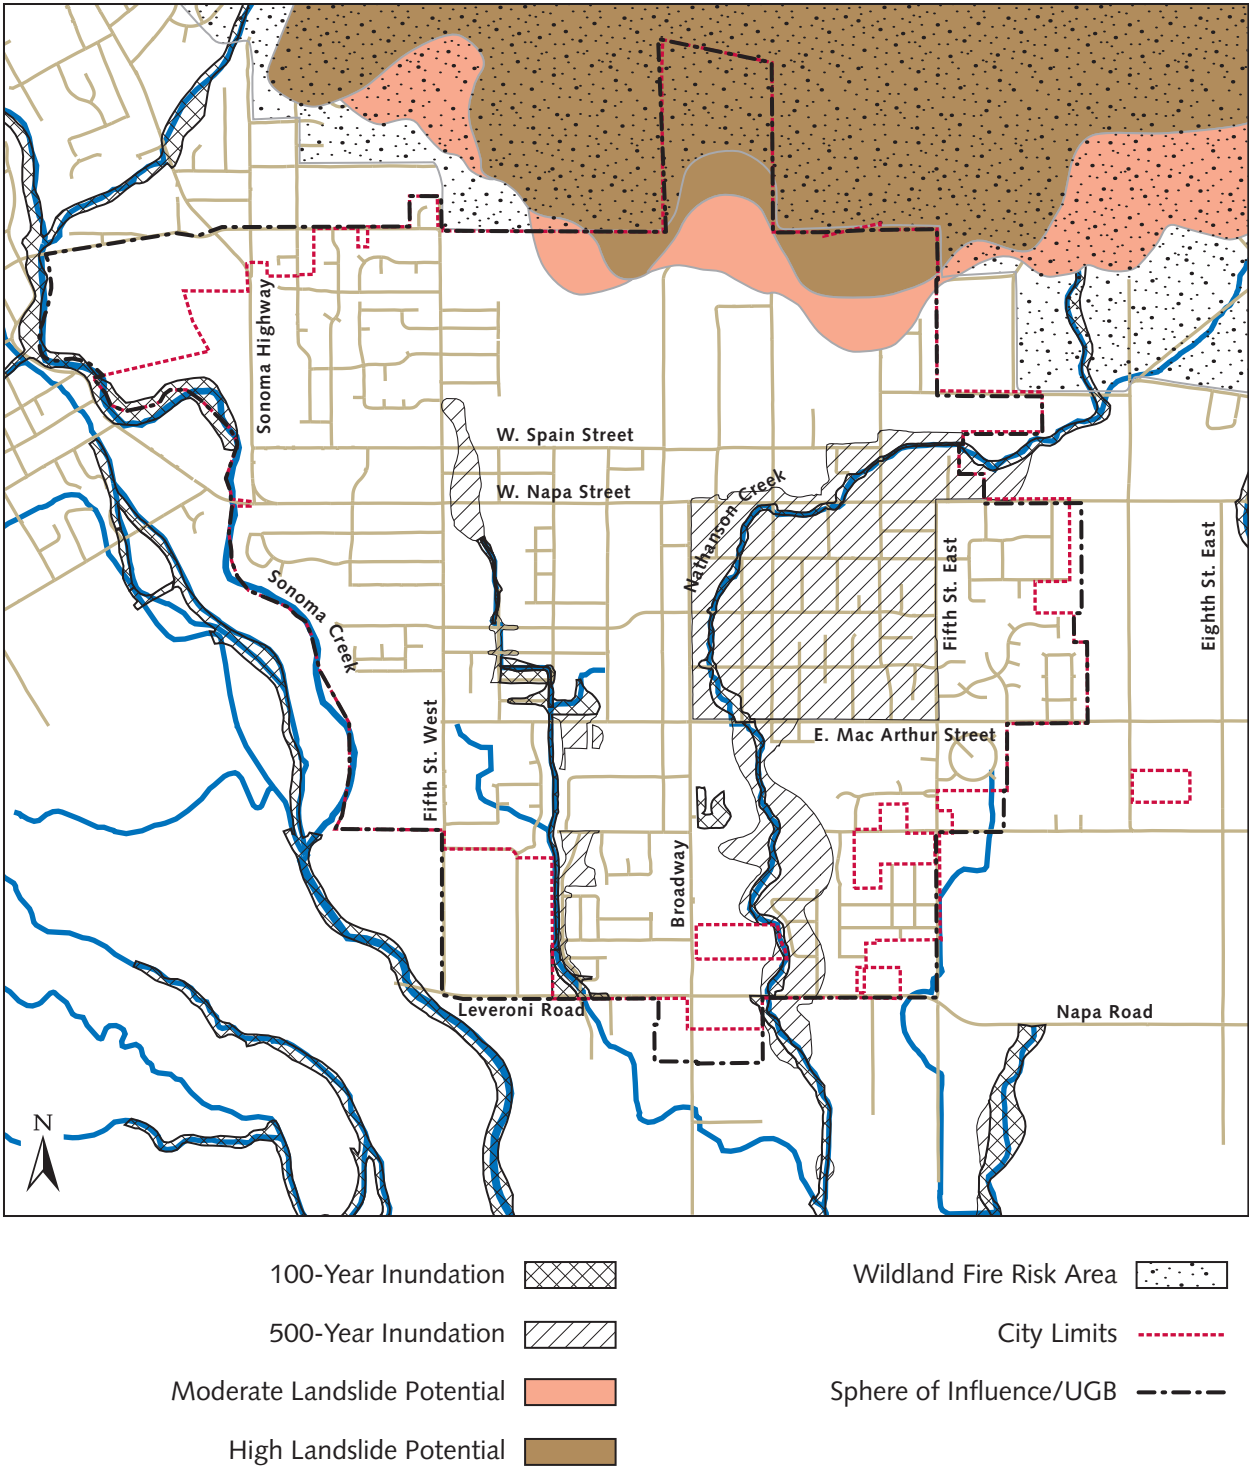 Sonoma Highway
W. Spain Street
W. Napa Street
Nathanson Creek
Fifth St. East
Eighth St. East
Sonoma Creek
Fifth St. West
E. Mac Arthur Street
Broadway
Leveroni Road
Napa Road
N
100-Year Inundation
500-Year Inundation
Moderate Landslide Potential
High Landslide Potential
Wildland Fire Risk Area
City Limits
Sphere of Influence/UGB